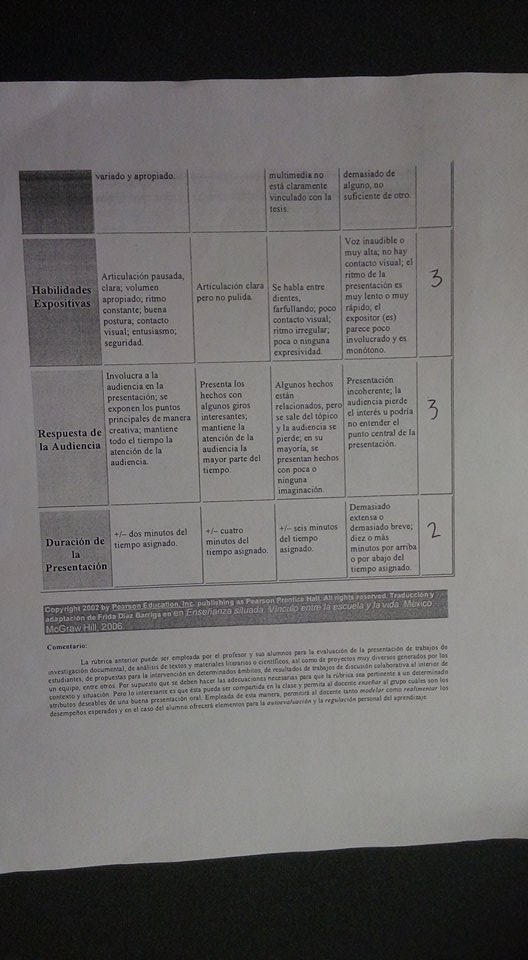 variado y apropiado.
multimedia no
está claramente
vinculado con la
tesis.
demasiado de
alguno, no
suficiente de otro.
Habilidades
Expositivas
Articulación pausada,
clara; volumen
apropiado; ritmo
constante; buena
postura; contacto
visual; entusiasmo;
seguridad.
Articulación clara
pero no pulida.
Se habla entre
dientes,
farfullando; poco
contacto visual;
ritmo irregular;
poca o ninguna
expresividad.
Voz inaudible o
muy alta; no hay
contacto visual; el
ritmo de la
presentación es
muy lento o muy
rápido; el
expositor (es)
parece poco
involucrado y es
monótono.
3
Respuesta de
la Audiencia
Involucra a la
audiencia en la
presentación; se
exponen los puntos
principales de manera
creativa; mantiene
todo el tiempo la
atención de la
audiencia.
Presenta los
hechos con
algunos giros
interesantes;
mantiene la
atención de la
audiencia la
mayor parte del
tiempo.
Algunos hechos
están
relacionados, pero
se sale del tópico
y la audiencia se
pierde; en su
mayoría, se
presentan hechos
con poca o
ninguna
imaginación.
Presentación
incoherente; la
audiencia pierde
el interés u podría
no entender el
punto central de la
presentación.
3
Duración de
la
Presentación
+/– dos minutos del
tiempo asignado.
+/– cuatro
minutos del
tiempo asignado.
+/– seis minutos
del tiempo
asignado.
Demasiado
extensa o
demasiado breve;
diez o más
minutos por arriba
o por abajo del
tiempo asignado.
2
Copyright 2002 by Pearson Education, Inc. publishing as Pearson Prentice Hall. All rights reserved. Traducción y
adaptación de Frida Díaz Barriga en en Enseñanza situada. Vínculo entre la escuela y la vida. México:
McGraw Hill, 2006.
Comentario:
La rúbrica anterior puede ser empleada por el profesor y sus alumnos para la evaluación de la presentación de trabajos de
investigación documental, de análisis de textos y materiales literarios o científicos, así como de proyectos muy diversos generados por los
estudiantes, de propuestas para la intervención en determinados ámbitos, de resultados de trabajos de discusión colaborativa al interior de
un equipo, entre otros. Por supuesto que se deben hacer las adecuaciones necesarias para que la rúbrica sea pertinente a un determinado
contexto y situación. Pero lo interesante es que ésta pueda ser compartida en la clase y permita al docente enseñar al grupo cuáles son los
atributos deseables de una buena presentación oral. Empleada de esta manera, permitirá al docente tanto modelar como realimentar los
desempeños esperados y en el caso del alumno ofrecerá elementos para la autoevaluación y la regulación personal del aprendizaje.